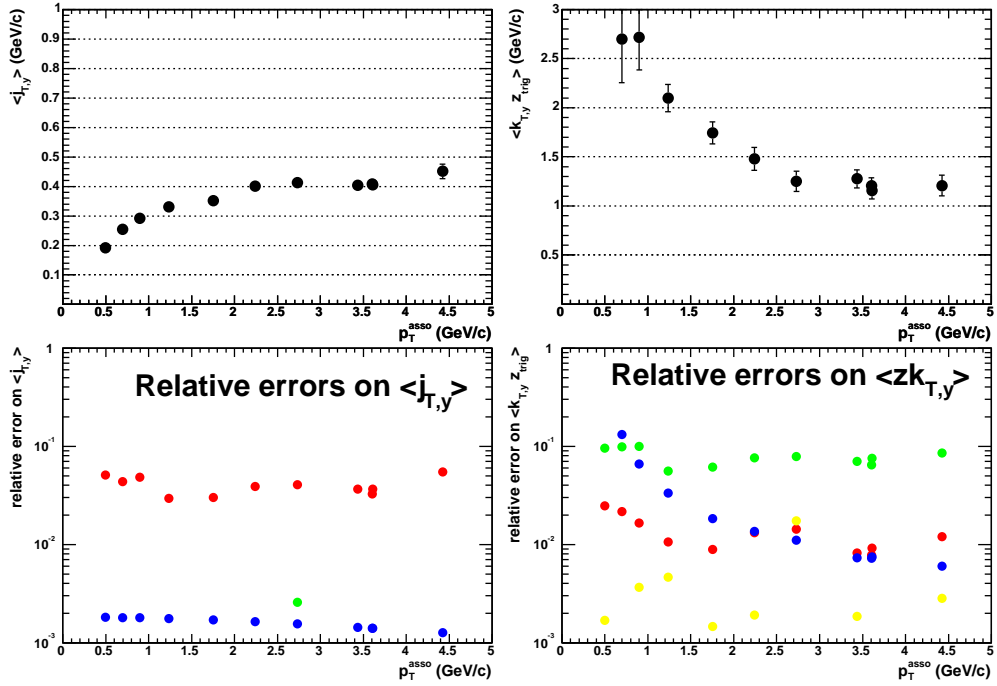 <j_T,y> (GeV/c)
1
0.9
0.8
0.7
0.6
0.5
0.4
0.3
0.2
0.1
0 0.5 1 1.5 2 2.5 3 3.5 4 4.5 5
p_T^asso (GeV/c)
<k_T,y z_trig> (GeV/c)
3
2.5
2
1.5
1
0.5
0 0.5 1 1.5 2 2.5 3 3.5 4 4.5 5
p_T^asso (GeV/c)
relative error on <j_T,y>
Relative errors on <j_T,y>
1
10^-1
10^-2
10^-3
0 0.5 1 1.5 2 2.5 3 3.5 4 4.5 5
p_T^asso (GeV/c)
relative error on <k_T,y z_trig>
Relative errors on <zk_T,y>
1
10^-1
10^-2
10^-3
0 0.5 1 1.5 2 2.5 3 3.5 4 4.5 5
p_T^asso (GeV/c)